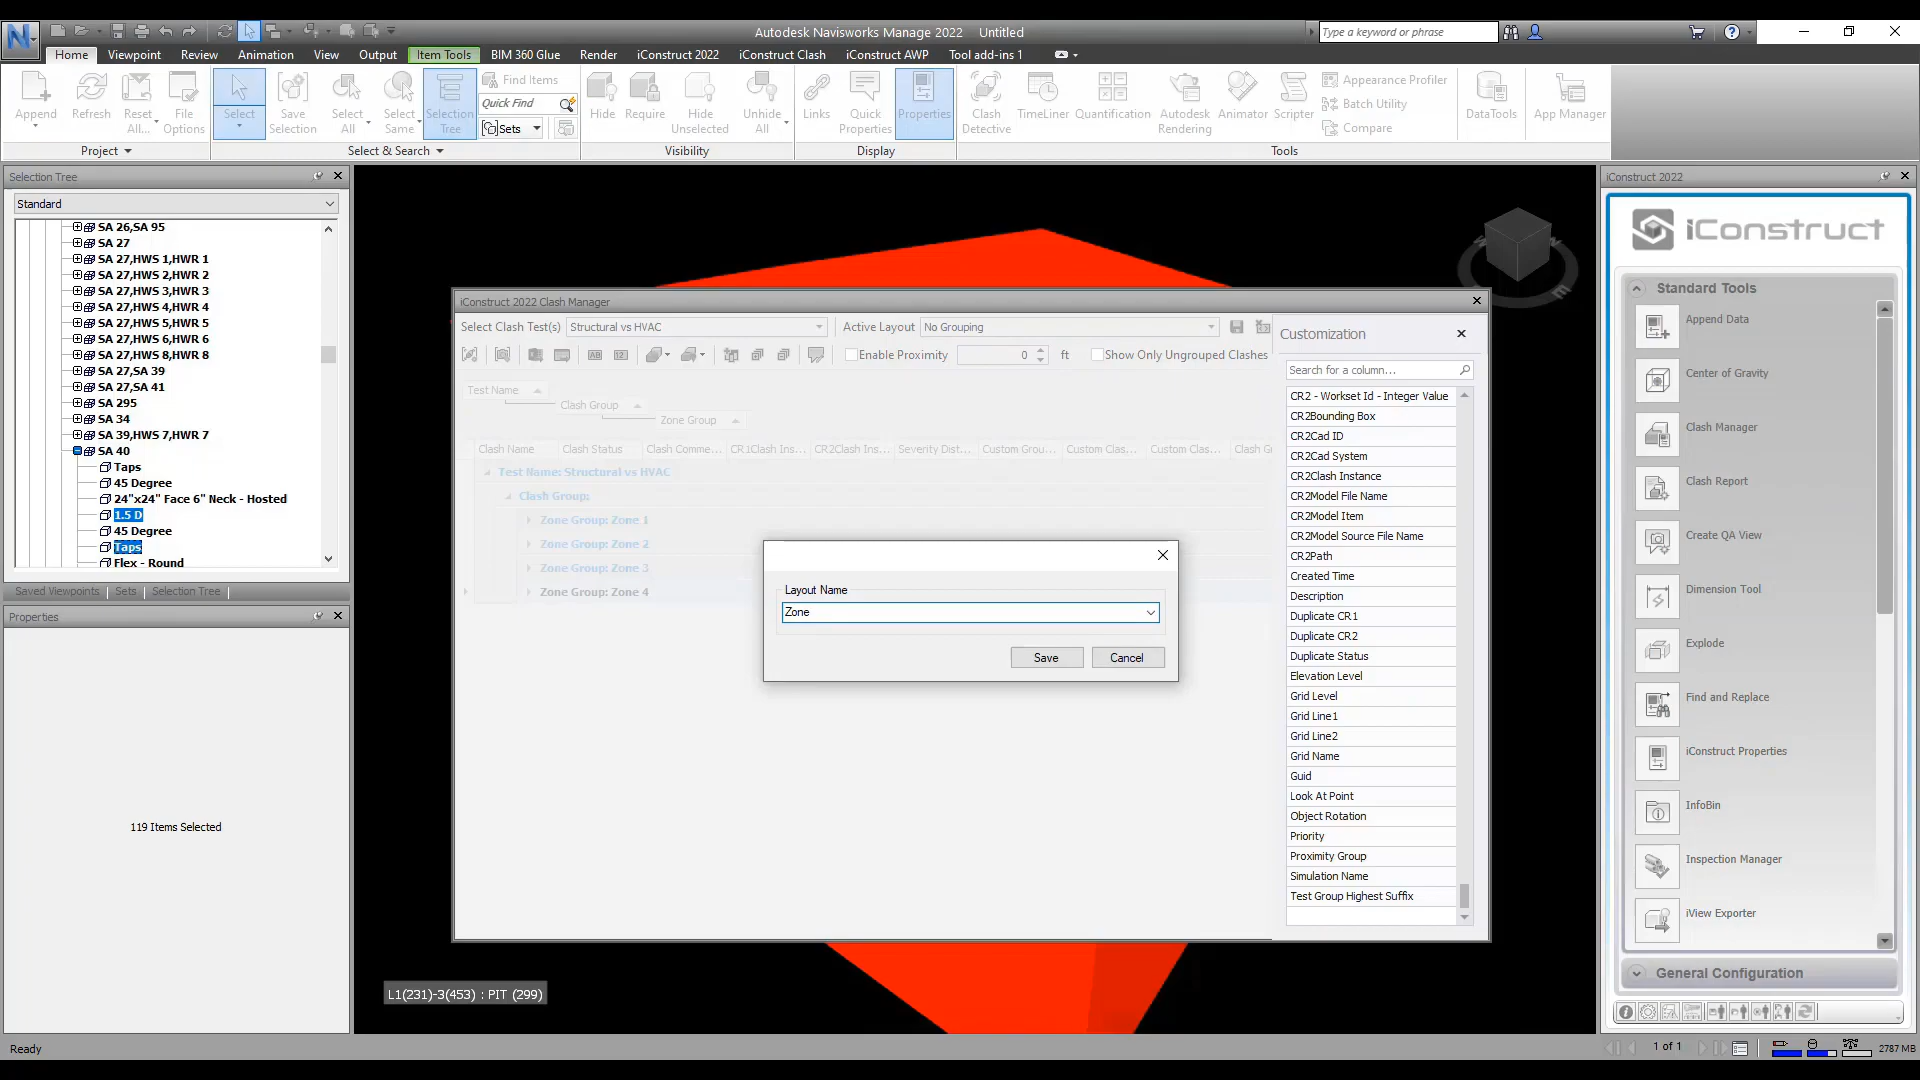 Autodesk Navisworks Manage 2022 Untitled
Type a keyword or phrase
Home Viewpoint Review Animation View Output Item Tools BIM 360 Glue Render iConstruct 2022 iConstruct Clash iConstruct AWP Tool add-ins 1
Append
Refresh
Reset All...
File Options
Select
Save Selection
Select All
Select Same
Selection Tree
Find Items
Quick Find
Sets
Hide
Require
Hide Unselected
Unhide All
Links
Quick Properties
Properties
Clash Detective
TimeLiner
Quantification
Autodesk Rendering
Animator
Scripter
Appearance Profiler
Batch Utility
Compare
DataTools
App Manager
Project
Select & Search
Visibility
Display
Tools
Selection Tree
Standard
SA 26,SA 95
SA 27
SA 27,HWS 1,HWR 1
SA 27,HWS 2,HWR 2
SA 27,HWS 3,HWR 3
SA 27,HWS 4,HWR 4
SA 27,HWS 5,HWR 5
SA 27,HWS 6,HWR 6
SA 27,HWS 8,HWR 8
SA 27,SA 39
SA 27,SA 41
SA 295
SA 34
SA 39,HWS 7,HWR 7
SA 40
Taps
45 Degree
24"x24" Face 6" Neck - Hosted
1.5 D
45 Degree
Taps
Flex - Round
Saved Viewpoints Sets Selection Tree
Properties
119 Items Selected
iConstruct 2022 Clash Manager
Select Clash Test(s) Structural vs HVAC Active Layout No Grouping
Enable Proximity 0 ft Show Only Ungrouped Clashes
Test Name
Clash Group
Zone Group
Clash Name Clash Status Clash Comme... CR1Clash Ins... CR2Clash Ins... Severity Dist... Custom Grou... Custom Clas... Custom Clas... Clash Gr
Test Name: Structural vs HVAC
Clash Group:
Zone Group: Zone 1
Zone Group: Zone 2
Zone Group: Zone 3
Zone Group: Zone 4
Layout Name
Zone
Save Cancel
Customization
Search for a column...
CR2 - Workset Id - Integer Value
CR2Bounding Box
CR2Cad ID
CR2Cad System
CR2Clash Instance
CR2Model File Name
CR2Model Item
CR2Model Source File Name
CR2Path
Created Time
Description
Duplicate CR1
Duplicate CR2
Duplicate Status
Elevation Level
Grid Level
Grid Line1
Grid Line2
Grid Name
Guid
Look At Point
Object Rotation
Priority
Proximity Group
Simulation Name
Test Group Highest Suffix
L1(231)-3(453) : PIT (299)
iConstruct 2022
iConstruct
Standard Tools
Append Data
Center of Gravity
Clash Manager
Clash Report
Create QA View
Dimension Tool
Explode
Find and Replace
iConstruct Properties
InfoBin
Inspection Manager
iView Exporter
General Configuration
Ready
1 of 1
2787 MB